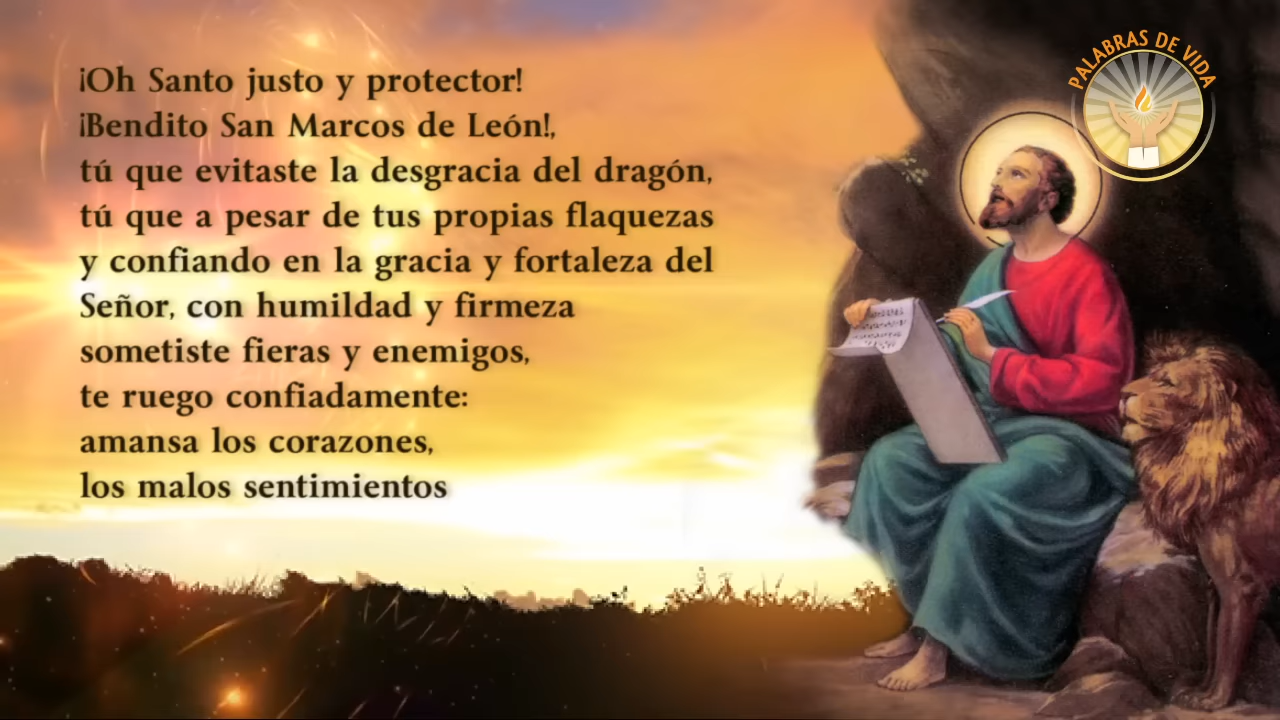 ¡Oh Santo justo y protector!
¡Bendito San Marcos de León!,
tú que evitaste la desgracia del dragón,
tú que a pesar de tus propias flaquezas
y confiando en la gracia y fortaleza del
Señor, con humildad y firmeza
sometiste fieras y enemigos,
te ruego confiadamente:
amansa los corazones,
los malos sentimientos
PALABRAS DE VIDA